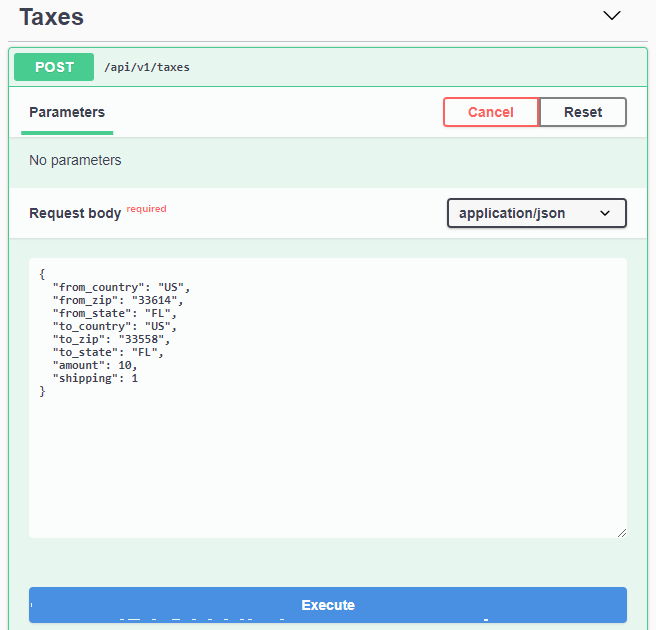 Taxes
POST /api/v1/taxes
Parameters Cancel Reset
No parameters
Request body required application/json
{
"from_country": "US",
"from_zip": "33614",
"from_state": "FL",
"to_country": "US",
"to_zip": "33558",
"to_state": "FL",
"amount": 10,
"shipping": 1
}
Execute